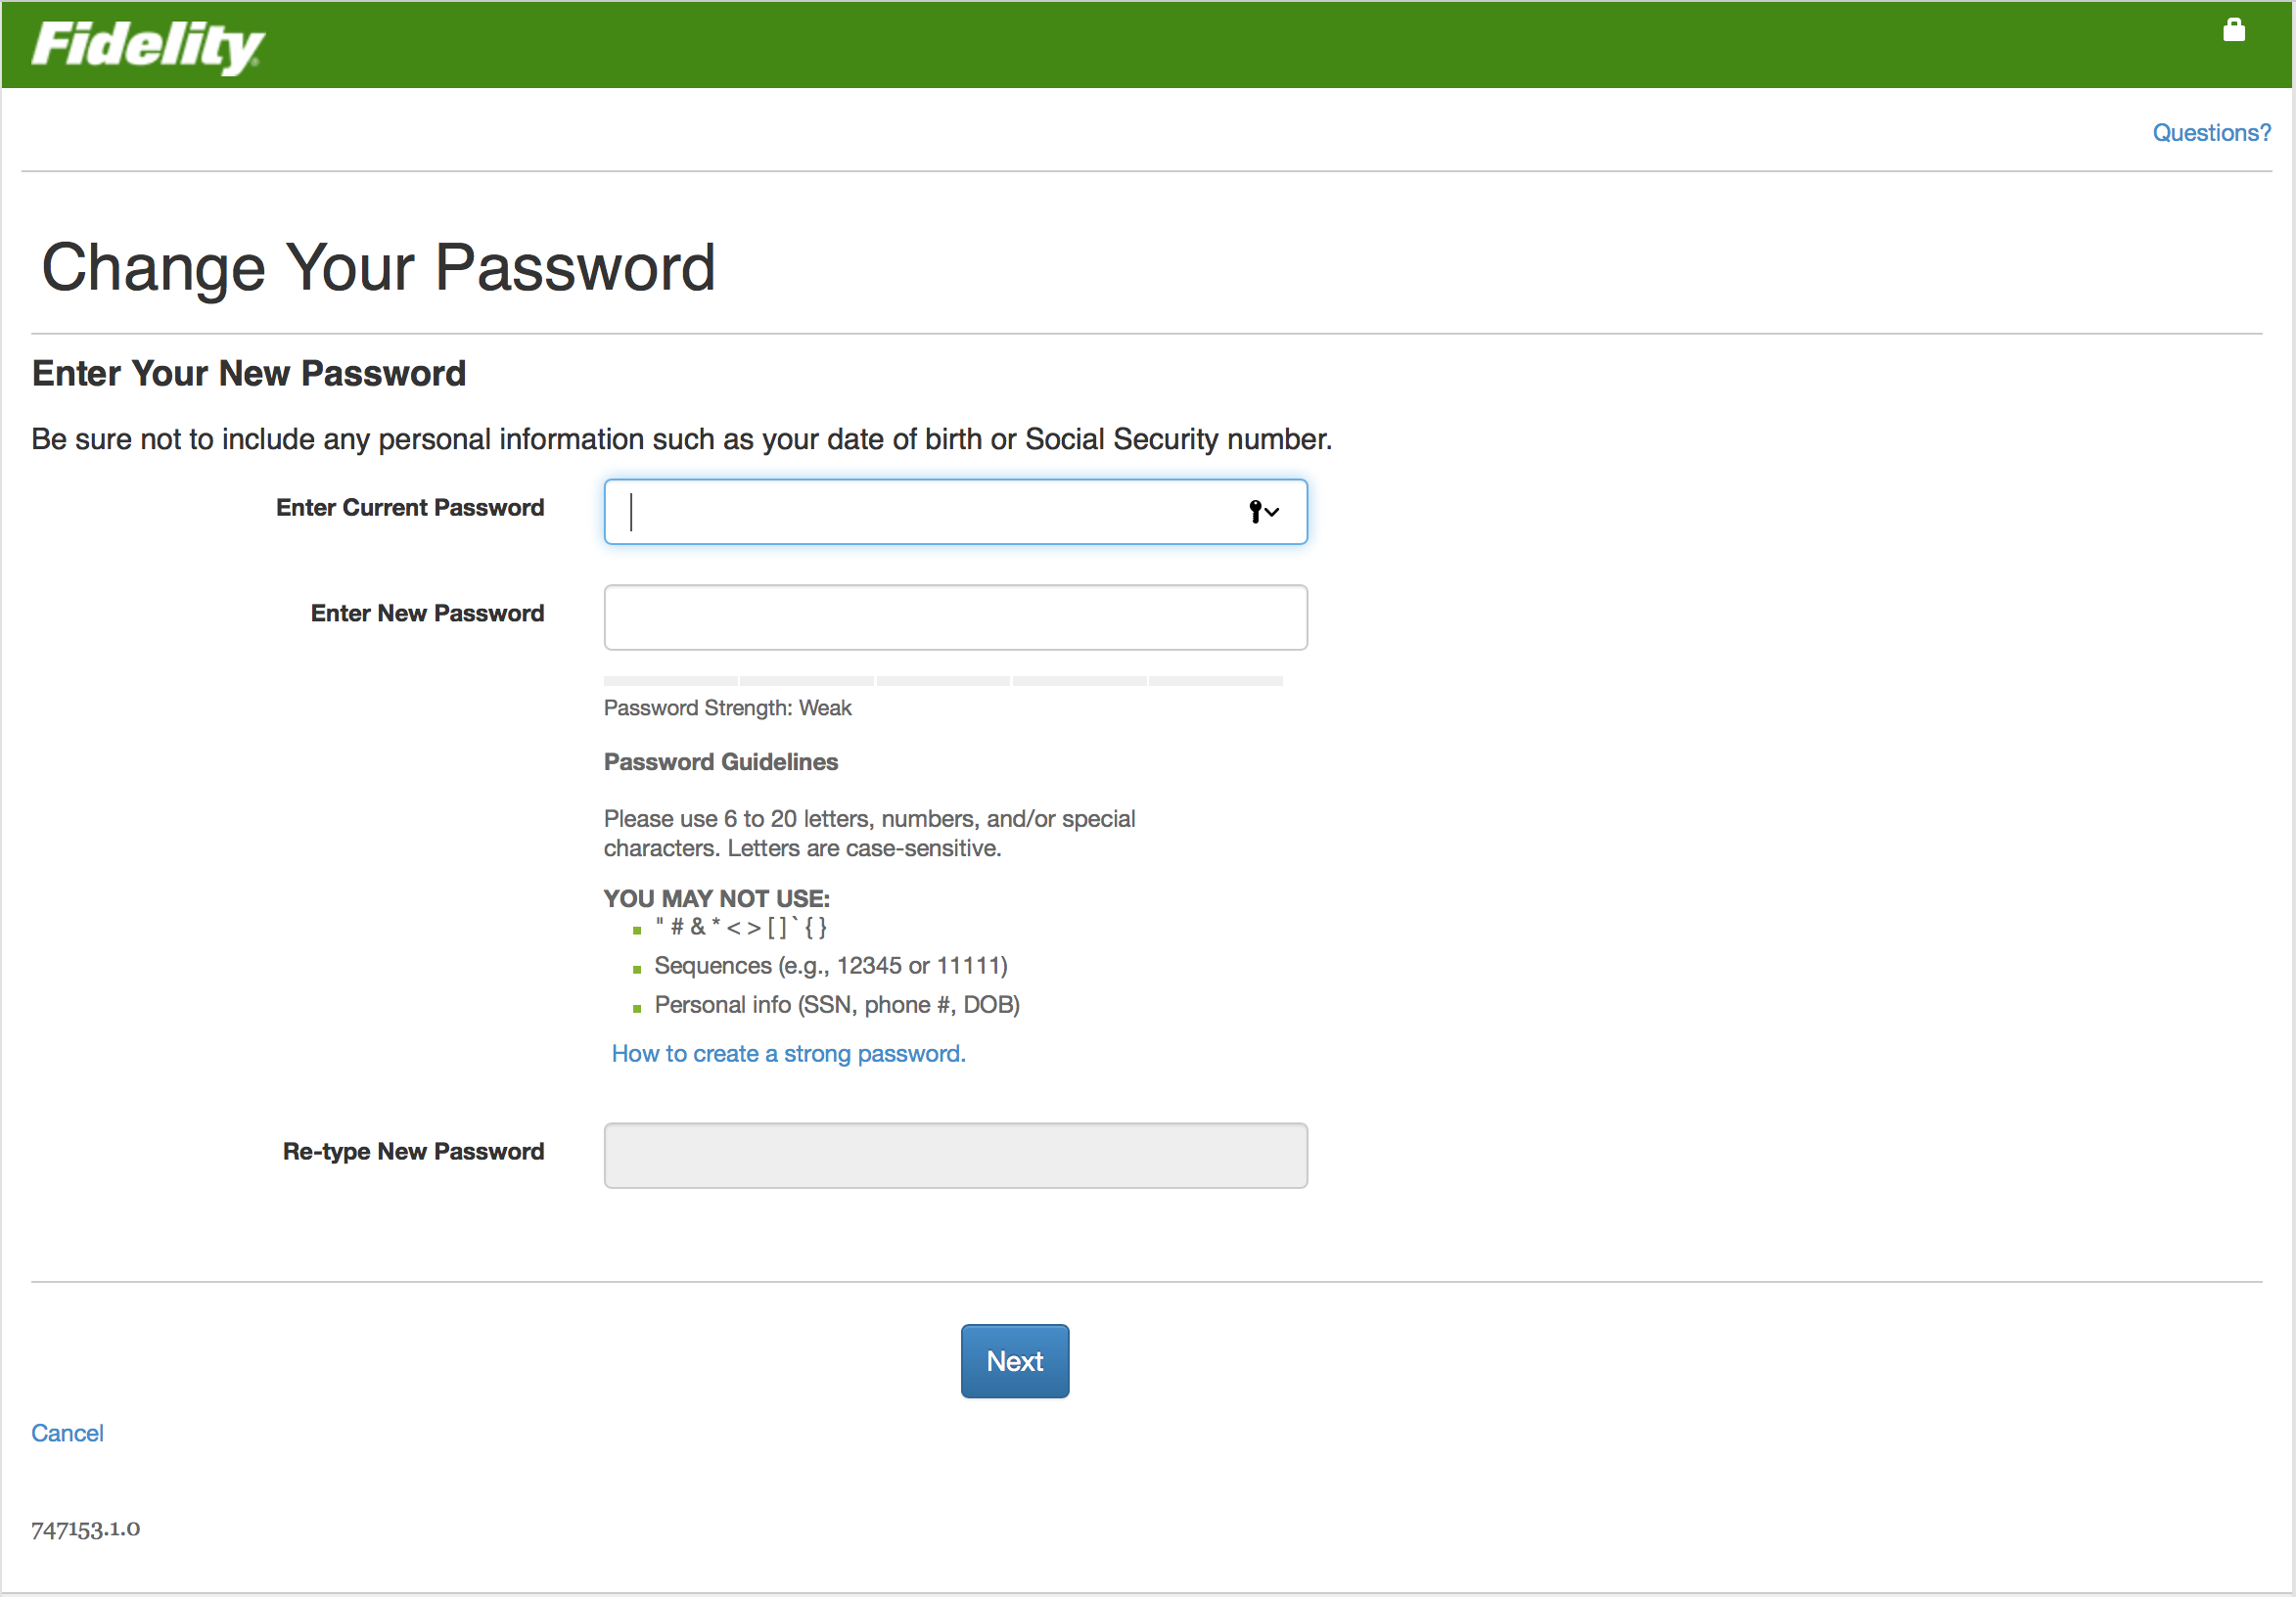 Fidelity®
Questions?
Change Your Password
Enter Your New Password
Be sure not to include any personal information such as your date of birth or Social Security number.
Enter Current Password
Enter New Password
Password Strength: Weak
Password Guidelines
Please use 6 to 20 letters, numbers, and/or special
characters. Letters are case-sensitive.
YOU MAY NOT USE:
" # & * < > [ ] ` { }
Sequences (e.g., 12345 or 11111)
Personal info (SSN, phone #, DOB)
How to create a strong password.
Re-type New Password
Next
Cancel
747153.1.0